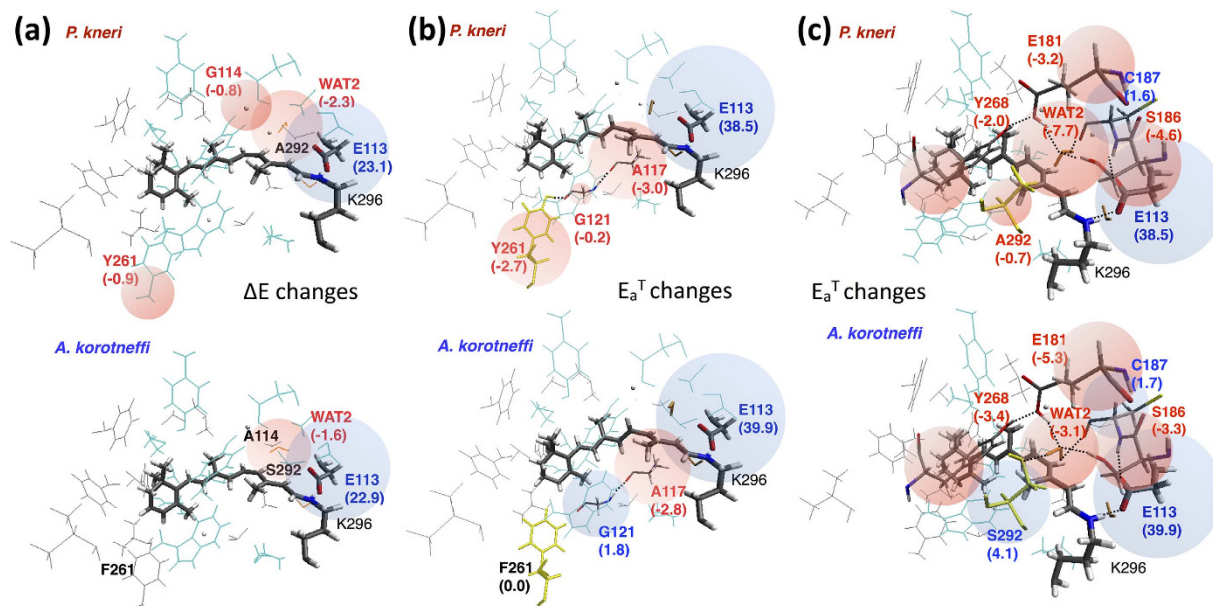 (a)
P. kneri
G114
(-0.8)
WAT2
(-2.3)
A292
E113
(23.1)
K296
Y261
(-0.9)
ΔE changes
A. korotneffi
A114
WAT2
(-1.6)
S292
E113
(22.9)
K296
F261
(b)
P. kneri
E113
(38.5)
A117
(-3.0)
K296
G121
(-0.2)
Y261
(-2.7)
EaT changes
A. korotneffi
E113
(39.9)
K296
A117
(-2.8)
G121
(1.8)
F261
(0.0)
(c)
P. kneri
E181
(-3.2)
C187
(1.6)
Y268
(-2.0)
WAT2
(-7.7)
S186
(-4.6)
A292
(-0.7)
E113
(38.5)
K296
EaT changes
A. korotneffi
E181
(-5.3)
C187
(1.7)
Y268
(-3.4)
WAT2
(-3.1)
S186
(-3.3)
E113
(39.9)
S292
(4.1)
K296